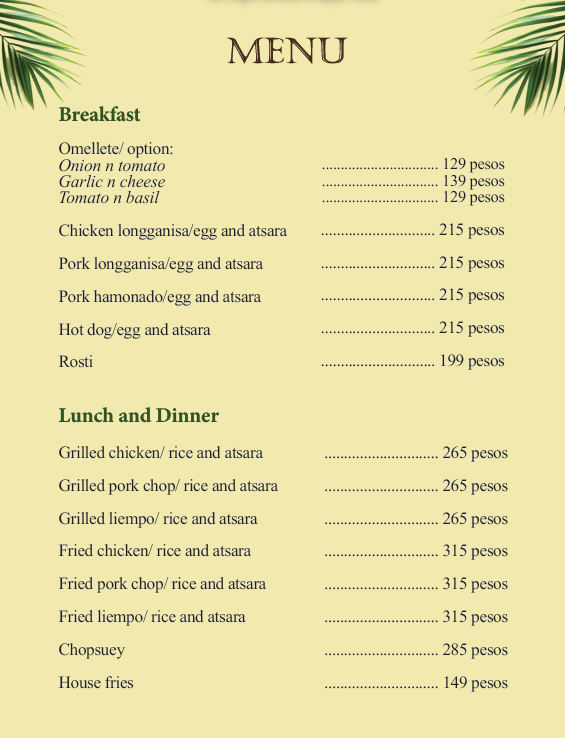 MENU
Breakfast
Omellete/ option:
Onion n tomato ............................. 129 pesos
Garlic n cheese ............................. 139 pesos
Tomato n basil ............................. 129 pesos
Chicken longganisa/egg and atsara ............................. 215 pesos
Pork longganisa/egg and atsara ............................. 215 pesos
Pork hamonado/egg and atsara ............................. 215 pesos
Hot dog/egg and atsara ............................. 215 pesos
Rosti ............................. 199 pesos
Lunch and Dinner
Grilled chicken/ rice and atsara ............................. 265 pesos
Grilled pork chop/ rice and atsara ............................. 265 pesos
Grilled liempo/ rice and atsara ............................. 265 pesos
Fried chicken/ rice and atsara ............................. 315 pesos
Fried pork chop/ rice and atsara ............................. 315 pesos
Fried liempo/ rice and atsara ............................. 315 pesos
Chopsuey ............................. 285 pesos
House fries ............................. 149 pesos